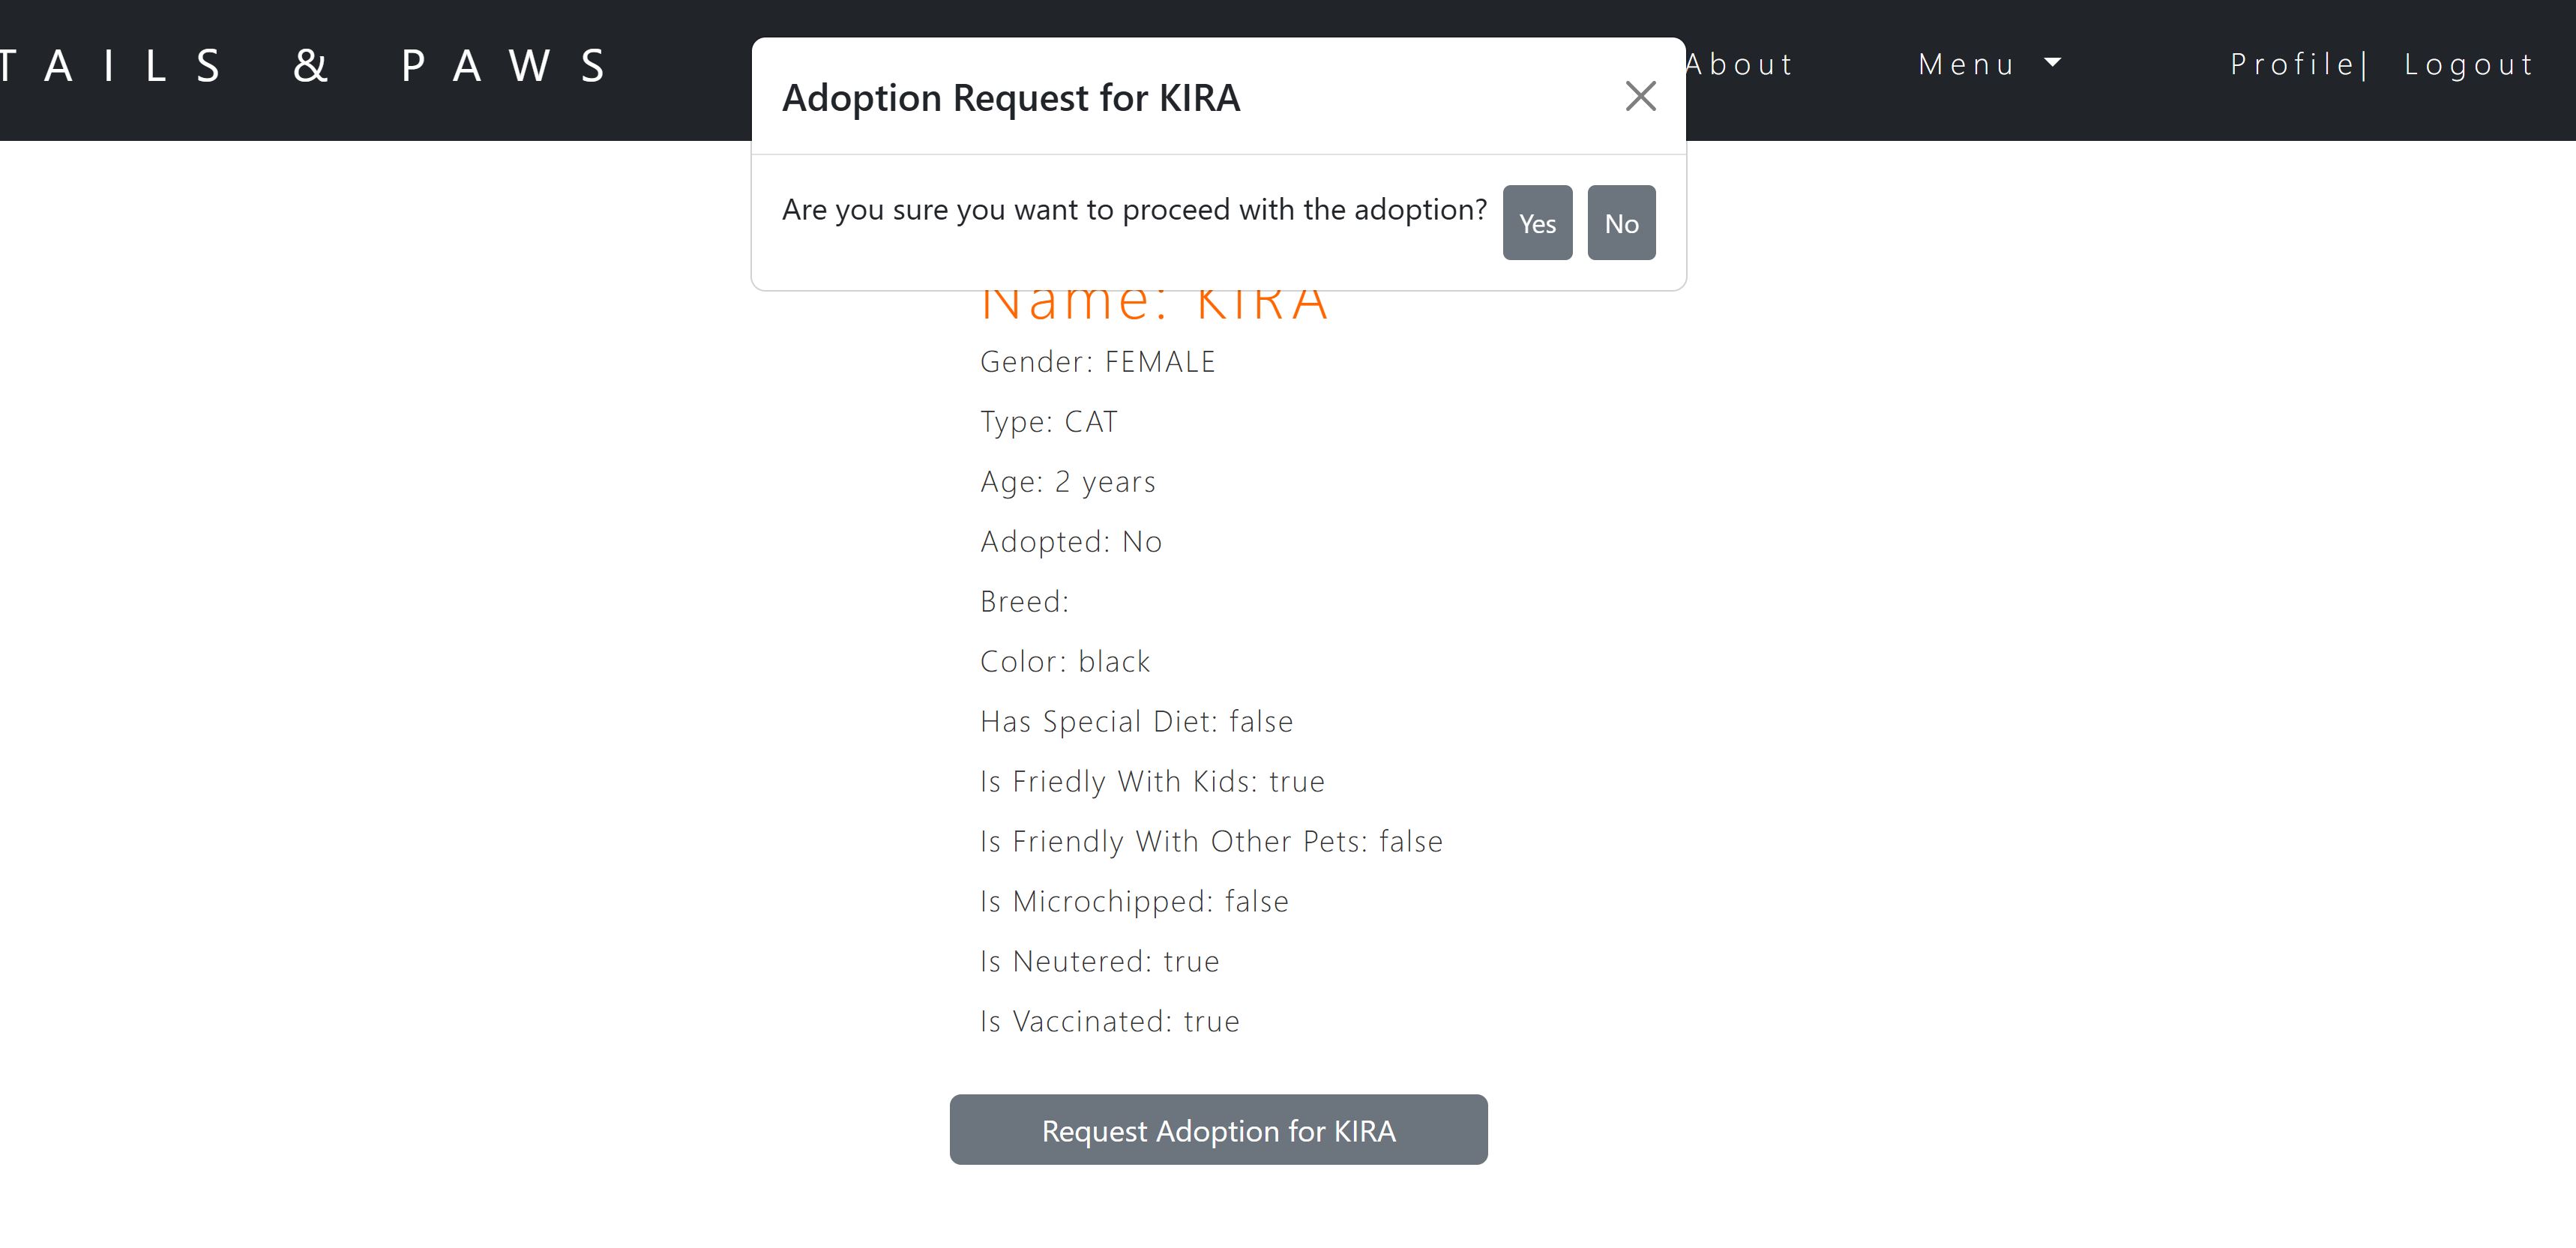 TAILS & PAWS
About
Menu
Profile| Logout
Adoption Request for KIRA
Are you sure you want to proceed with the adoption? Yes No
Name: KIRA
Gender: FEMALE
Type: CAT
Age: 2 years
Adopted: No
Breed:
Color: black
Has Special Diet: false
Is Friedly With Kids: true
Is Friendly With Other Pets: false
Is Microchipped: false
Is Neutered: true
Is Vaccinated: true
Request Adoption for KIRA